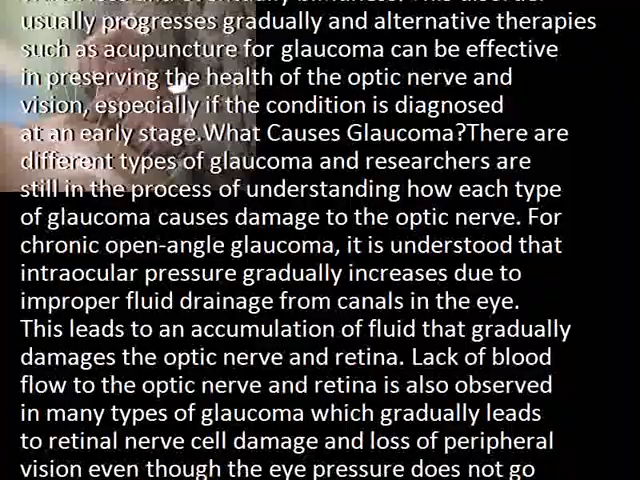 usually progresses gradually and alternative therapies
such as acupuncture for glaucoma can be effective
in preserving the health of the optic nerve and
vision, especially if the condition is diagnosed
at an early stage.What Causes Glaucoma?There are
different types of glaucoma and researchers are
still in the process of understanding how each type
of glaucoma causes damage to the optic nerve. For
chronic open-angle glaucoma, it is understood that
intraocular pressure gradually increases due to
improper fluid drainage from canals in the eye.
This leads to an accumulation of fluid that gradually
damages the optic nerve and retina. Lack of blood
flow to the optic nerve and retina is also observed
in many types of glaucoma which gradually leads
to retinal nerve cell damage and loss of peripheral
vision even though the eye pressure does not go